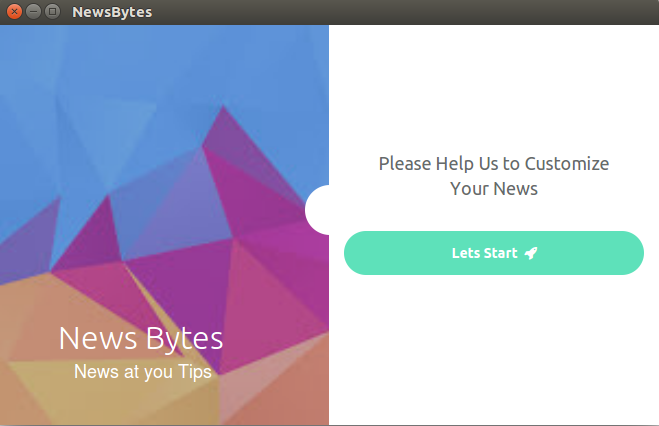 NewsBytes
News Bytes
News at you Tips
Please Help Us to Customize
Your News
Lets Start